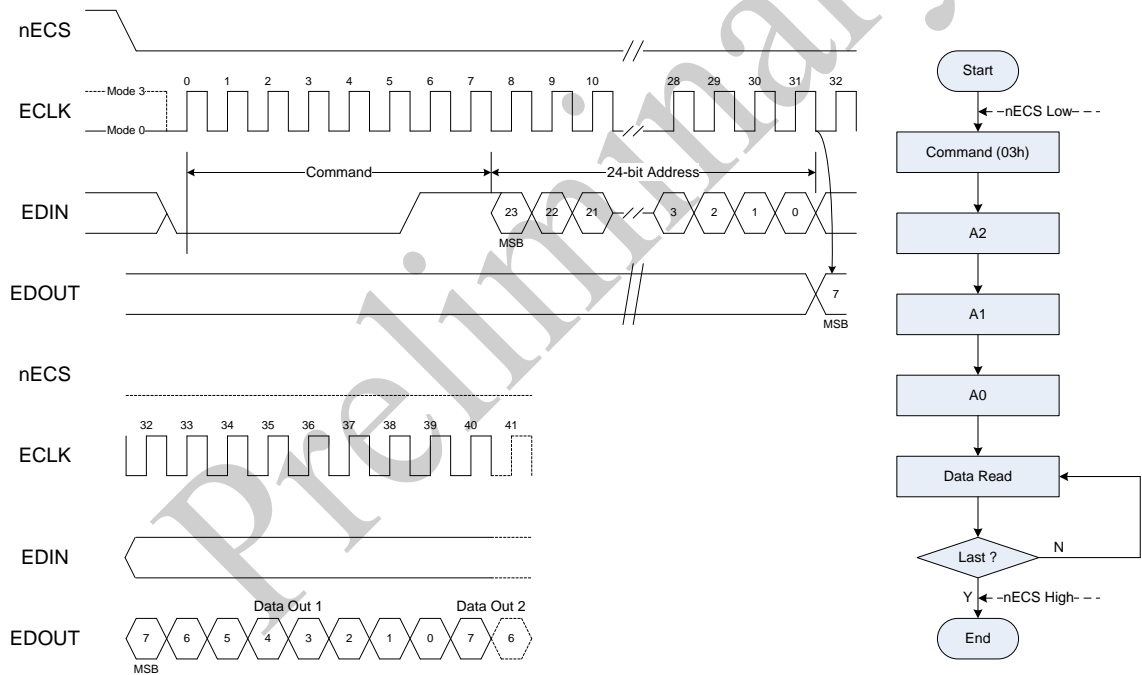 nECS
Mode 3
0 1 2 3 4 5 6 7 8 9 10 28 29 30 31 32
ECLK
Mode 0
Command 24-bit Address
EDIN
23 22 21 3 2 1 0
MSB
EDOUT
7
MSB
nECS
32 33 34 35 36 37 38 39 40 41
ECLK
EDIN
Data Out 1 Data Out 2
EDOUT
7 6 5 4 3 2 1 0 7 6
MSB
Start
nECS Low
Command (03h)
A2
A1
A0
Data Read
Last ?
N
Y
nECS High
End
Preliminary